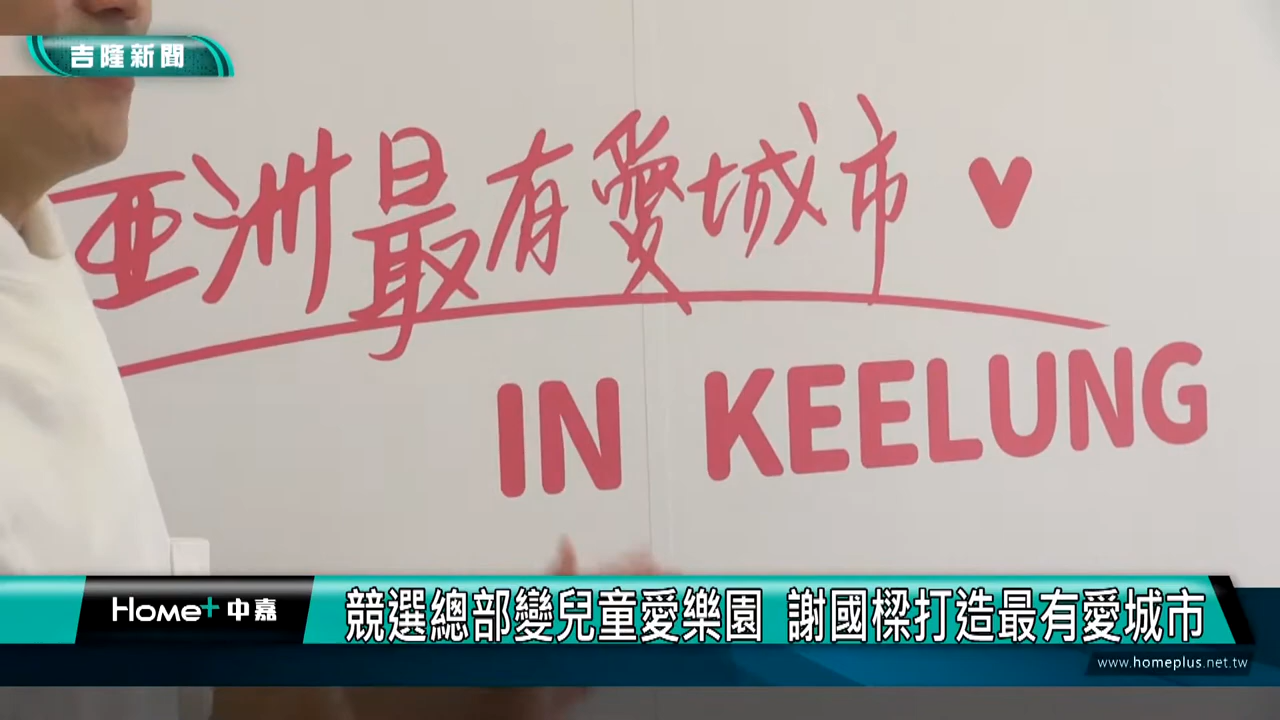 吉隆新聞
亞洲最有愛城市
IN KEELUNG
Home+中嘉
競選總部變兒童愛樂園 謝國樑打造最有愛城市
www.homeplus.net.tw